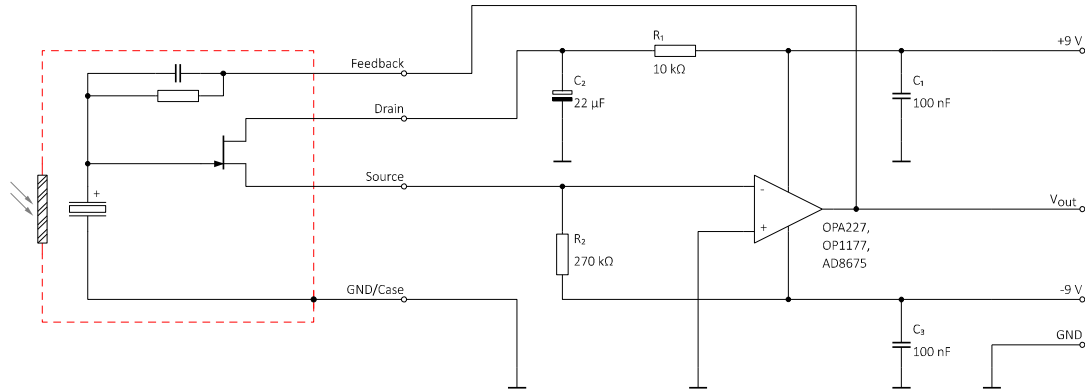 R₁
+9 V
Feedback
10 kΩ
C₂
22 µF
C₁
100 nF
Drain
+
Source
-
+
Vout
OPA227,
OP1177,
AD8675
R₂
270 kΩ
GND/Case
-9 V
C₃
100 nF
GND